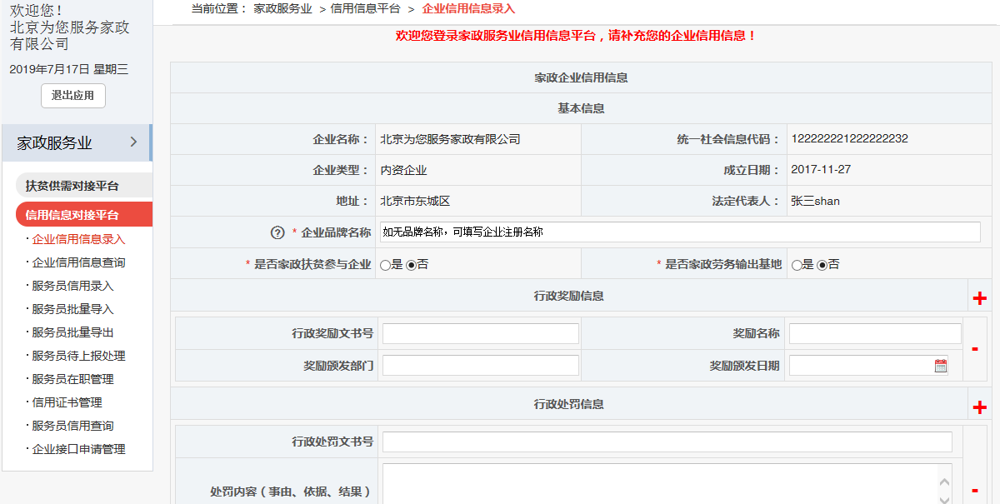 欢迎您！
北京为您服务家政
有限公司
2019年7月17日 星期三
退出应用
家政服务业
扶贫供需对接平台
信用信息对接平台
·企业信用信息录入
·企业信用信息查询
·服务员信用录入
·服务员批量导入
·服务员批量导出
·服务员待上报处理
·服务员在职管理
·信用证书管理
·服务员信用查询
·企业接口申请管理
当前位置： 家政服务业 > 信用信息平台 > 企业信用信息录入
欢迎您登录家政服务业信用信息平台，请补充您的企业信用信息！
家政企业信用信息
基本信息
企业名称： 北京为您服务家政有限公司 统一社会信息代码： 122222221222222232
企业类型： 内资企业 成立日期： 2017-11-27
地址： 北京市东城区 法定代表人： 张三shan
? * 企业品牌名称 如无品牌名称，可填写企业注册名称
* 是否家政扶贫参与企业 是 否 * 是否家政劳务输出基地 是 否
行政奖励信息 +
行政奖励文书号 奖励名称 -
奖励颁发部门 奖励颁发日期
行政处罚信息 +
行政处罚文书号
处罚内容（事由、依据、结果） -